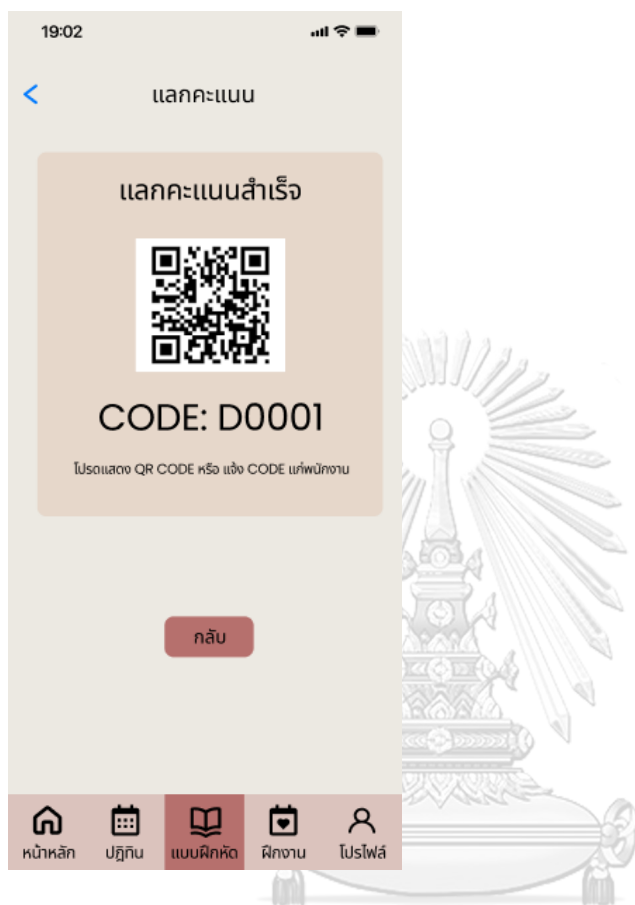 19:02
แลกคะแนน
แลกคะแนนสำเร็จ
CODE: D0001
โปรดแสดง QR CODE หรือ แจ้ง CODE แก่พนักงาน
กลับ
หน้าหลัก ปฏิทิน แบบฝึกหัด ฝึกงาน โปรไฟล์